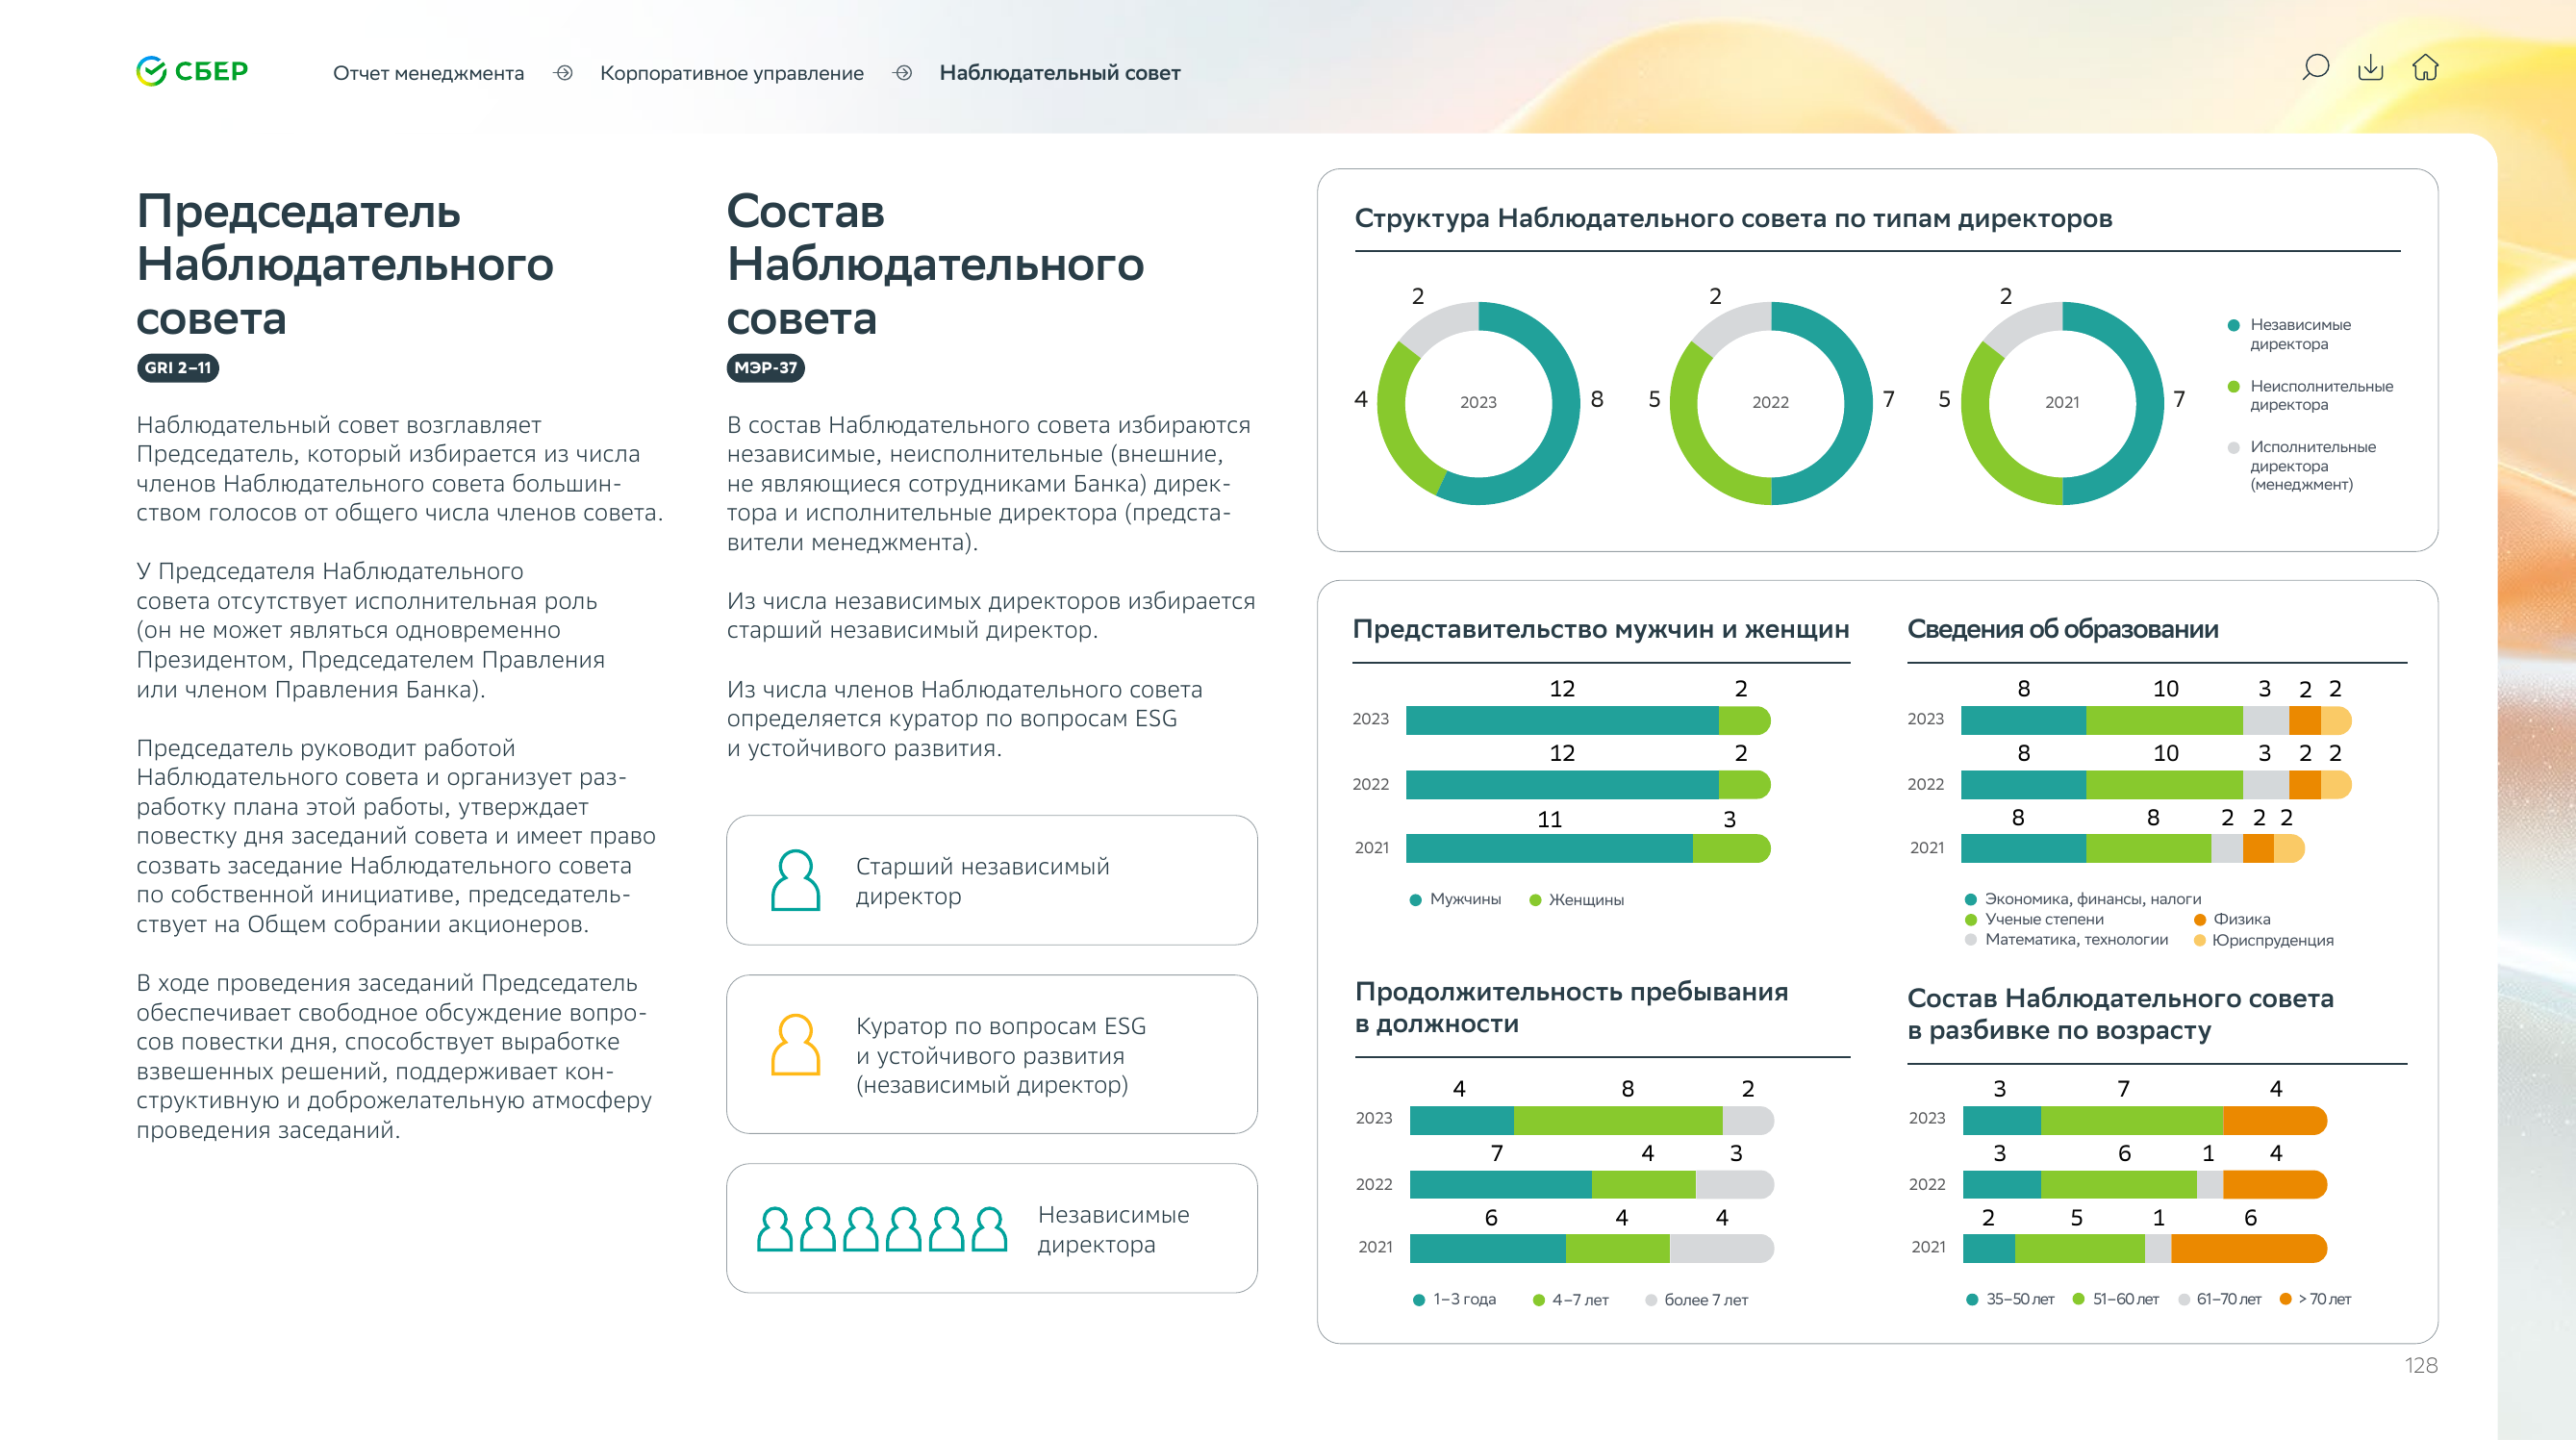 СБЕР
Отчет менеджмента
Корпоративное управление
Наблюдательный совет
Председатель
Наблюдательного
совета
GRI 2–11
Наблюдательный совет возглавляет
Председатель, который избирается из числа
членов Наблюдательного совета большин-
ством голосов от общего числа членов совета.
У Председателя Наблюдательного
совета отсутствует исполнительная роль
(он не может являться одновременно
Президентом, Председателем Правления
или членом Правления Банка).
Председатель руководит работой
Наблюдательного совета и организует раз-
работку плана этой работы, утверждает
повестку дня заседаний совета и имеет право
созвать заседание Наблюдательного совета
по собственной инициативе, председатель-
ствует на Общем собрании акционеров.
В ходе проведения заседаний Председатель
обеспечивает свободное обсуждение вопро-
сов повестки дня, способствует выработке
взвешенных решений, поддерживает кон-
структивную и доброжелательную атмосферу
проведения заседаний.
Состав
Наблюдательного
совета
МЭР-37
В состав Наблюдательного совета избираются
независимые, неисполнительные (внешние,
не являющиеся сотрудниками Банка) дирек-
тора и исполнительные директора (предста-
вители менеджмента).
Из числа независимых директоров избирается
старший независимый директор.
Из числа членов Наблюдательного совета
определяется куратор по вопросам ESG
и устойчивого развития.
Старший независимый
директор
Куратор по вопросам ESG
и устойчивого развития
(независимый директор)
Независимые
директора
Структура Наблюдательного совета по типам директоров
2
4
2023
8
2
5
2022
7
2
5
2021
7
Независимые
директора
Неисполнительные
директора
Исполнительные
директора
(менеджмент)
Представительство мужчин и женщин
12 2
2023
12 2
2022
11 3
2021
Мужчины Женщины
Сведения об образовании
8 10 3 2 2
2023
8 10 3 2 2
2022
8 8 2 2 2
2021
Экономика, финансы, налоги
Ученые степени Физика
Математика, технологии Юриспруденция
Продолжительность пребывания
в должности
4 8 2
2023
7 4 3
2022
6 4 4
2021
1–3 года 4–7 лет более 7 лет
Состав Наблюдательного совета
в разбивке по возрасту
3 7 4
2023
3 6 1 4
2022
2 5 1 6
2021
35–50 лет 51–60 лет 61–70 лет > 70 лет
128